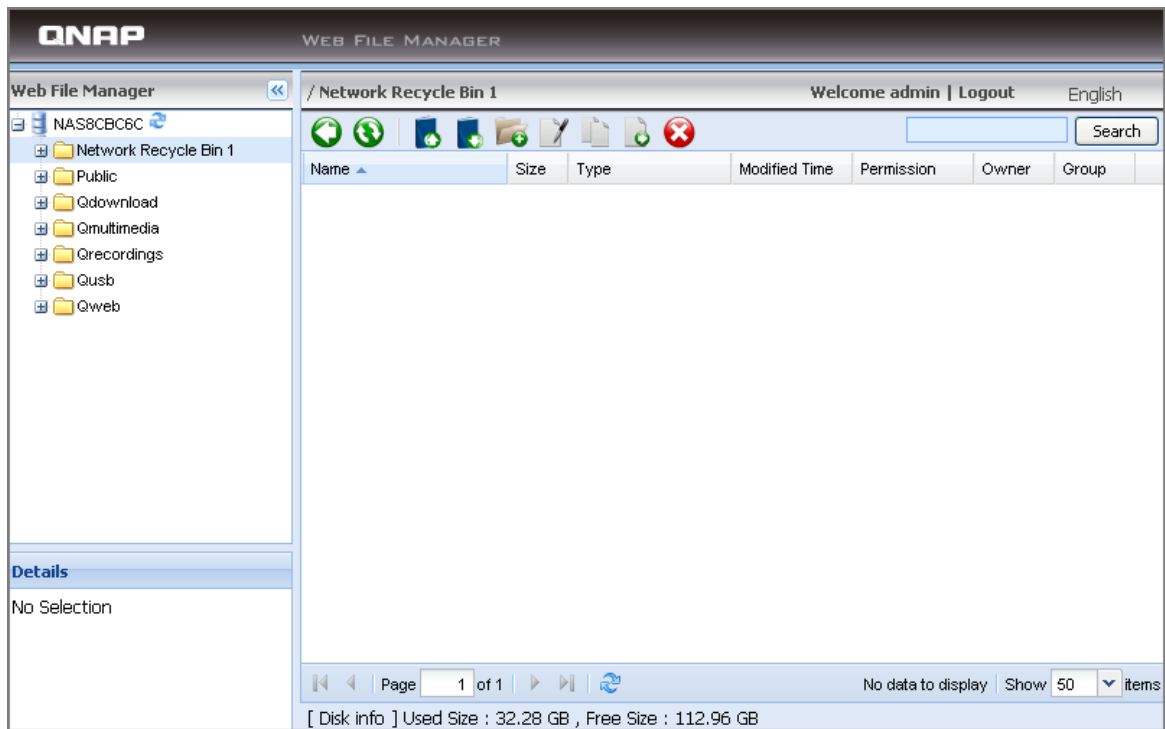 QNAP
WEB FILE MANAGER
Web File Manager
/ Network Recycle Bin 1
Welcome admin | Logout
English
NAS8CBC6C
Search
Network Recycle Bin 1
Public
Qdownload
Qmultimedia
Qrecordings
Qusb
Qweb
Name Size Type Modified Time Permission Owner Group
Details
No Selection
Page 1 of 1
No data to display Show 50 items
[ Disk info ] Used Size : 32.28 GB , Free Size : 112.96 GB